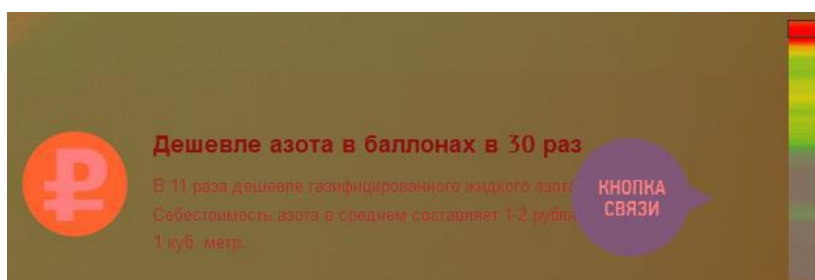 Дешевле азота в баллонах в 30 раз
В 11 раза дешевле газифицированного жидкого азота
Себестоимость азота в среднем составляет 1-2 рубля
1 куб. метр.
КНОПКА
СВЯЗИ